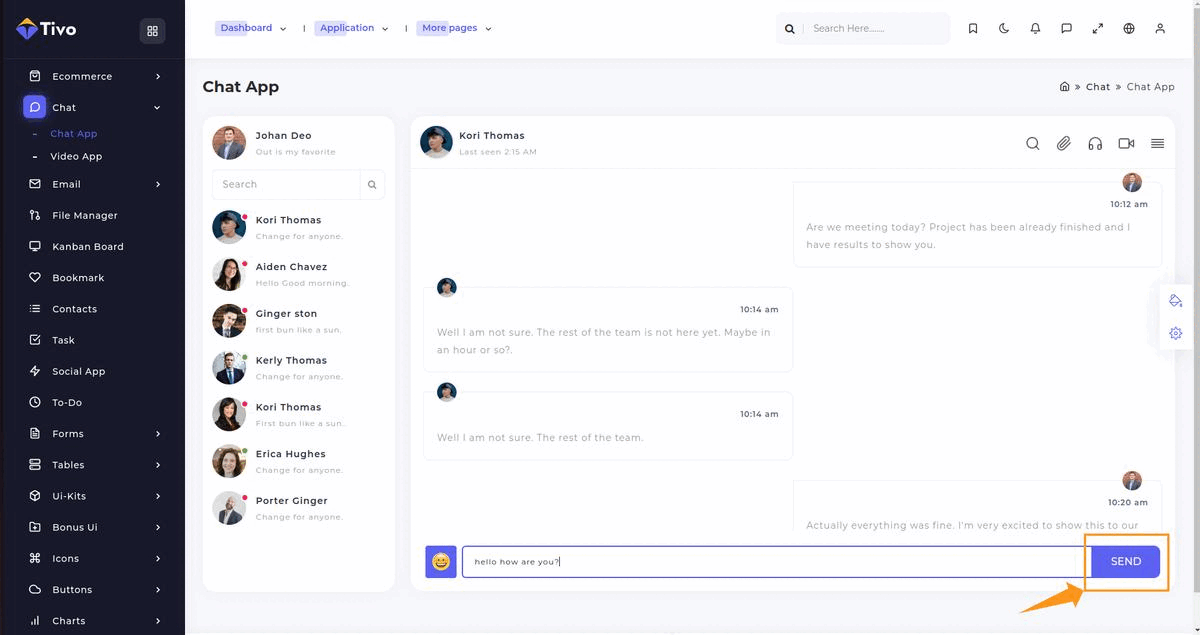 Tivo
Dashboard
Application
More pages
Search Here......
Ecommerce
Chat
Chat App
Video App
Email
File Manager
Kanban Board
Bookmark
Contacts
Task
Social App
To-Do
Forms
Tables
Ui-Kits
Bonus Ui
Icons
Buttons
Charts
Chat App
» Chat » Chat App
Johan Deo
Out is my favorite
Search
Kori Thomas
Change for anyone.
Aiden Chavez
Hello Good morning.
Ginger ston
first bun like a sun.
Kerly Thomas
Change for anyone.
Kori Thomas
First bun like a sun.
Erica Hughes
Change for anyone.
Porter Ginger
Change for anyone.
Kori Thomas
Last seen 2:15 AM
10:12 am
Are we meeting today? Project has been already finished and I
have results to show you.
10:14 am
Well I am not sure. The rest of the team is not here yet. Maybe in
an hour or so?.
10:14 am
Well I am not sure. The rest of the team.
10:20 am
Actually everything was fine. I'm very excited to show this to our
hello how are you?
SEND